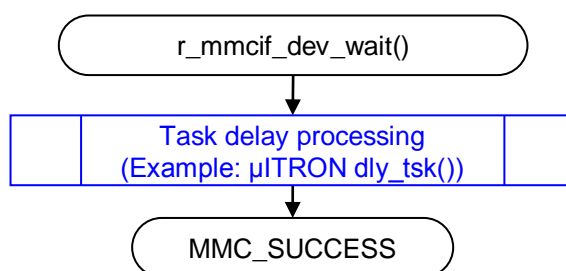 r_mmcif_dev_wait()
Task delay processing
(Example: µITRON dly_tsk())
MMC_SUCCESS